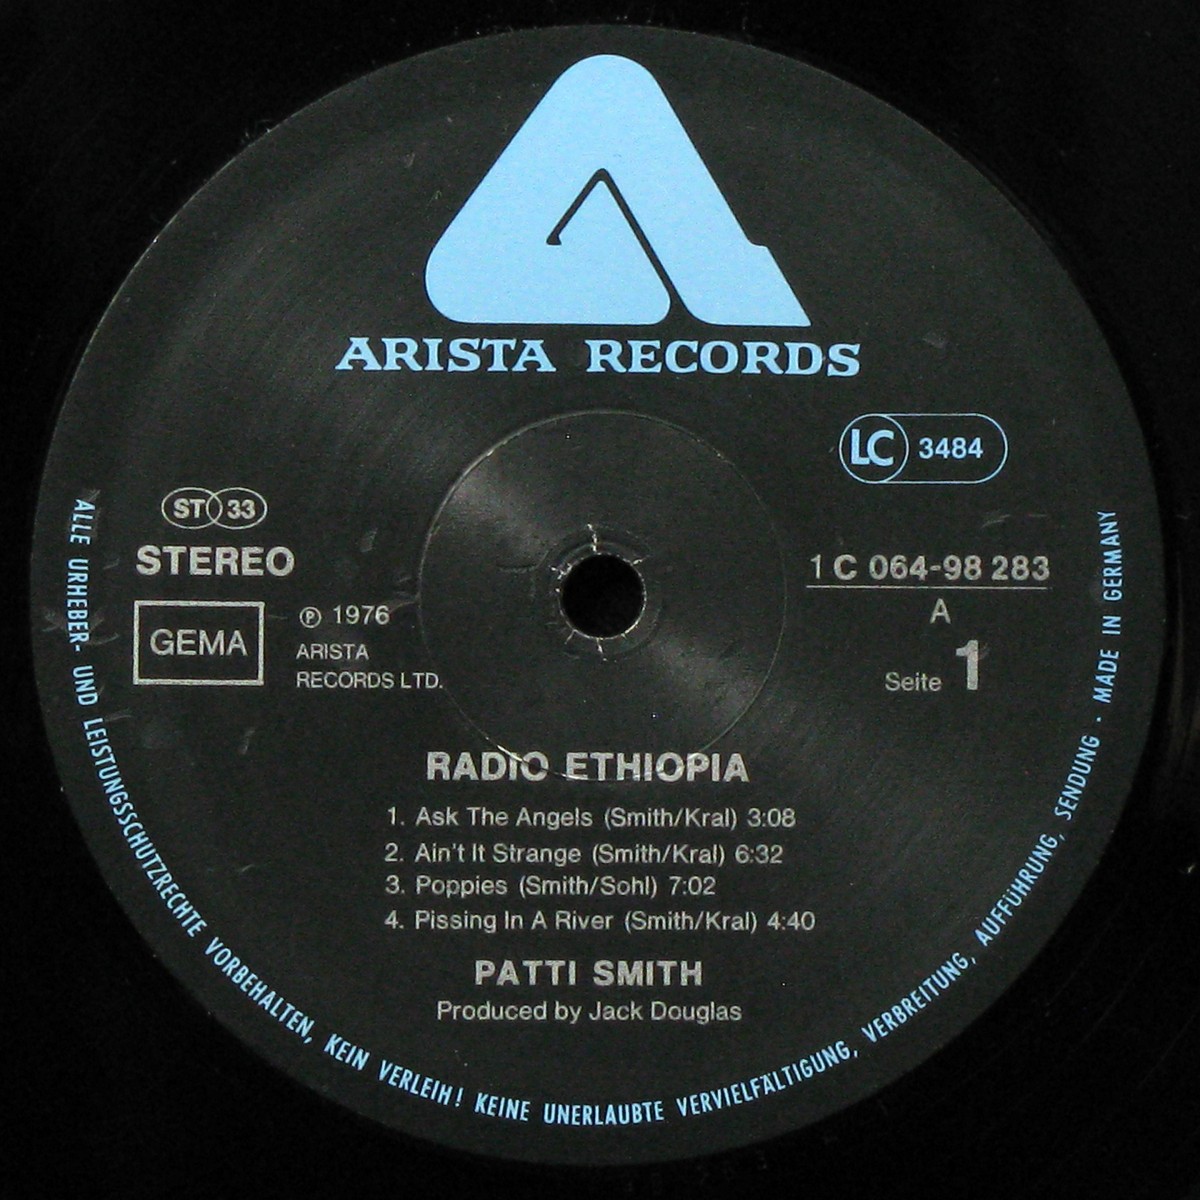 ARISTA RECORDS
LC 3484
ST 33
STEREO
GEMA
℗ 1976
ARISTA
RECORDS LTD.
1 C 064-98 283
A
Seite 1
RADIO ETHIOPIA
1. Ask The Angels (Smith/Kral) 3:08
2. Ain't It Strange (Smith/Kral) 6:32
3. Poppies (Smith/Sohl) 7:02
4. Pissing In A River (Smith/Kral) 4:40
PATTI SMITH
Produced by Jack Douglas
ALLE URHEBER- UND LEISTUNGSSCHUTZRECHTE VORBEHALTEN, KEIN VERLEIH! KEINE UNERLAUBTE VERVIELFÄLTIGUNG, VERBREITUNG, AUFFÜHRUNG, SENDUNG · MADE IN GERMANY